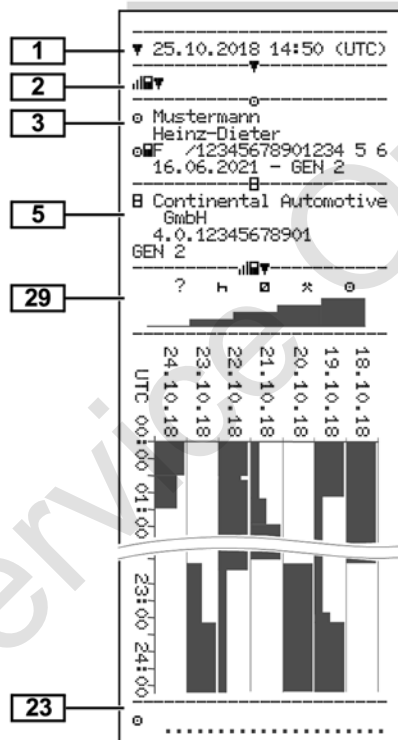 1
▼ 25.10.2018 14:50 (UTC)
2
3
Mustermann
Heinz-Dieter
F /12345678901234 5 6
16.06.2021 - GEN 2
5
Continental Automotive
GmbH
4.0.12345678901
GEN 2
29
?
UTC 24.10.18 23.10.18 22.10.18 21.10.18 20.10.18 19.10.18 18.10.18
00:00
01:00
23:00
24:00
23
ervice O